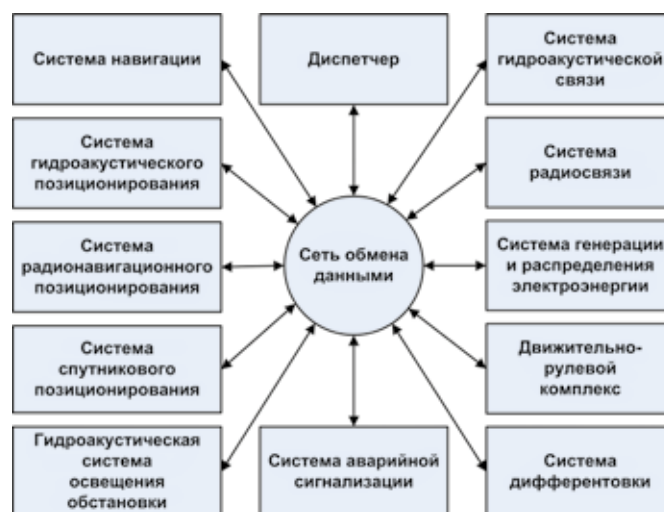 Система навигации
Диспетчер
Система
гидроакустической
связи
Система
гидроакустического
позиционирования
Система
радиосвязи
Система
радионавигационного
позиционирования
Сеть обмена
данными
Система генерации
и распределения
электроэнергии
Система
спутникового
позиционирования
Движительно-
рулевой
комплекс
Гидроакустическая
система
освещения
обстановки
Система аварийной
сигнализации
Система
дифферентовки